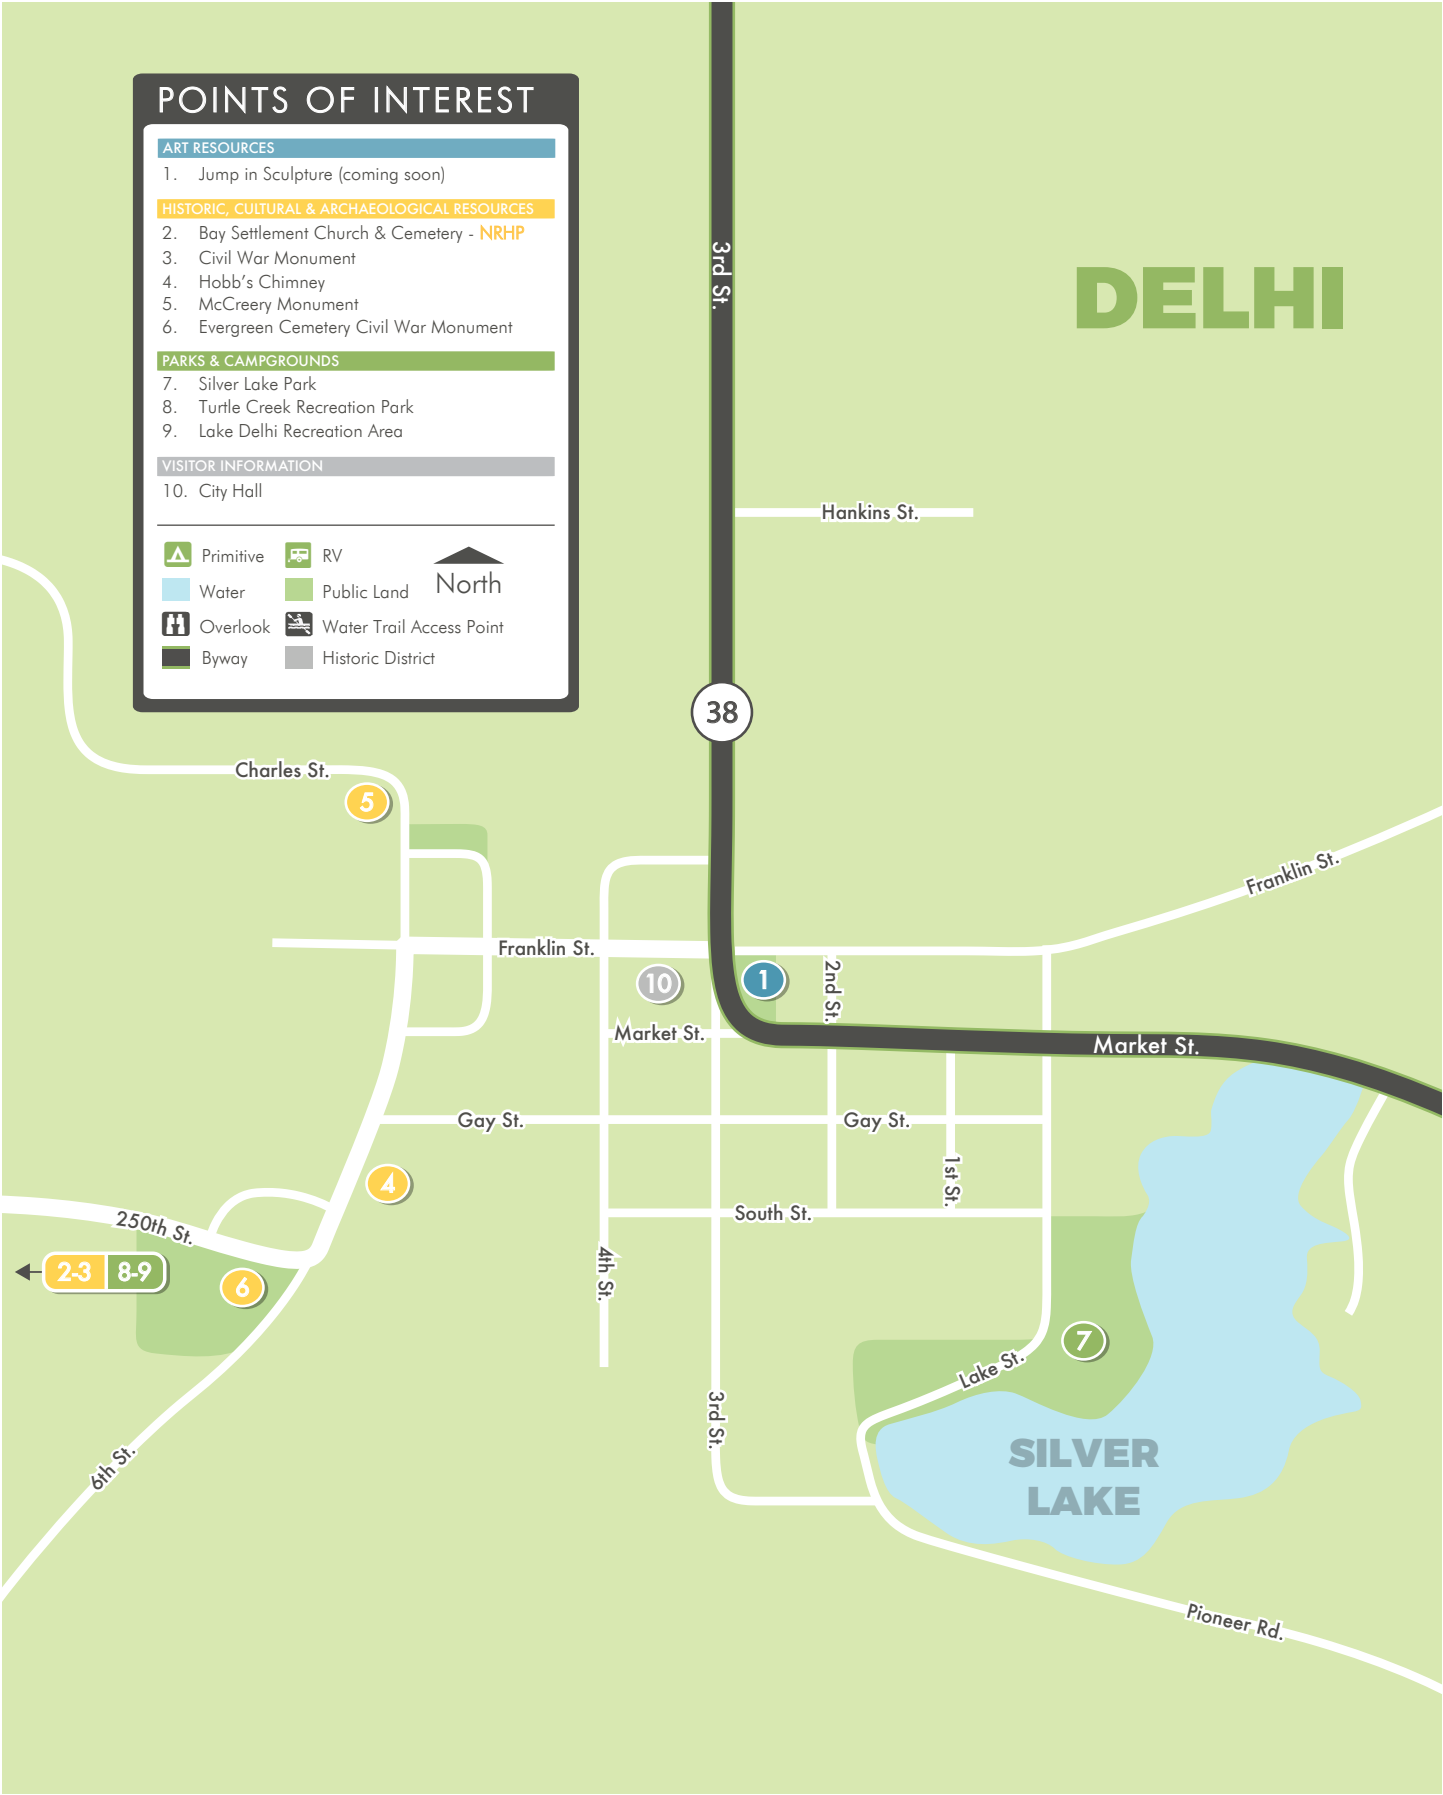 POINTS OF INTEREST
ART RESOURCES
1. Jump in Sculpture (coming soon)
HISTORIC, CULTURAL & ARCHAEOLOGICAL RESOURCES
2. Bay Settlement Church & Cemetery - NRHP
3. Civil War Monument
4. Hobb's Chimney
5. McCreery Monument
6. Evergreen Cemetery Civil War Monument
PARKS & CAMPGROUNDS
7. Silver Lake Park
8. Turtle Creek Recreation Park
9. Lake Delhi Recreation Area
VISITOR INFORMATION
10. City Hall
Primitive
RV
North
Water
Public Land
Overlook
Water Trail Access Point
Byway
Historic District
3rd St.
DELHI
Hankins St.
38
Charles St.
5
Franklin St.
Franklin St.
10
1
2nd St.
Market St.
Market St.
Gay St.
Gay St.
4
1st St.
South St.
250th St.
2-3
8-9
6
4th St.
7
Lake St.
3rd St.
6th St.
SILVER
LAKE
Pioneer Rd.